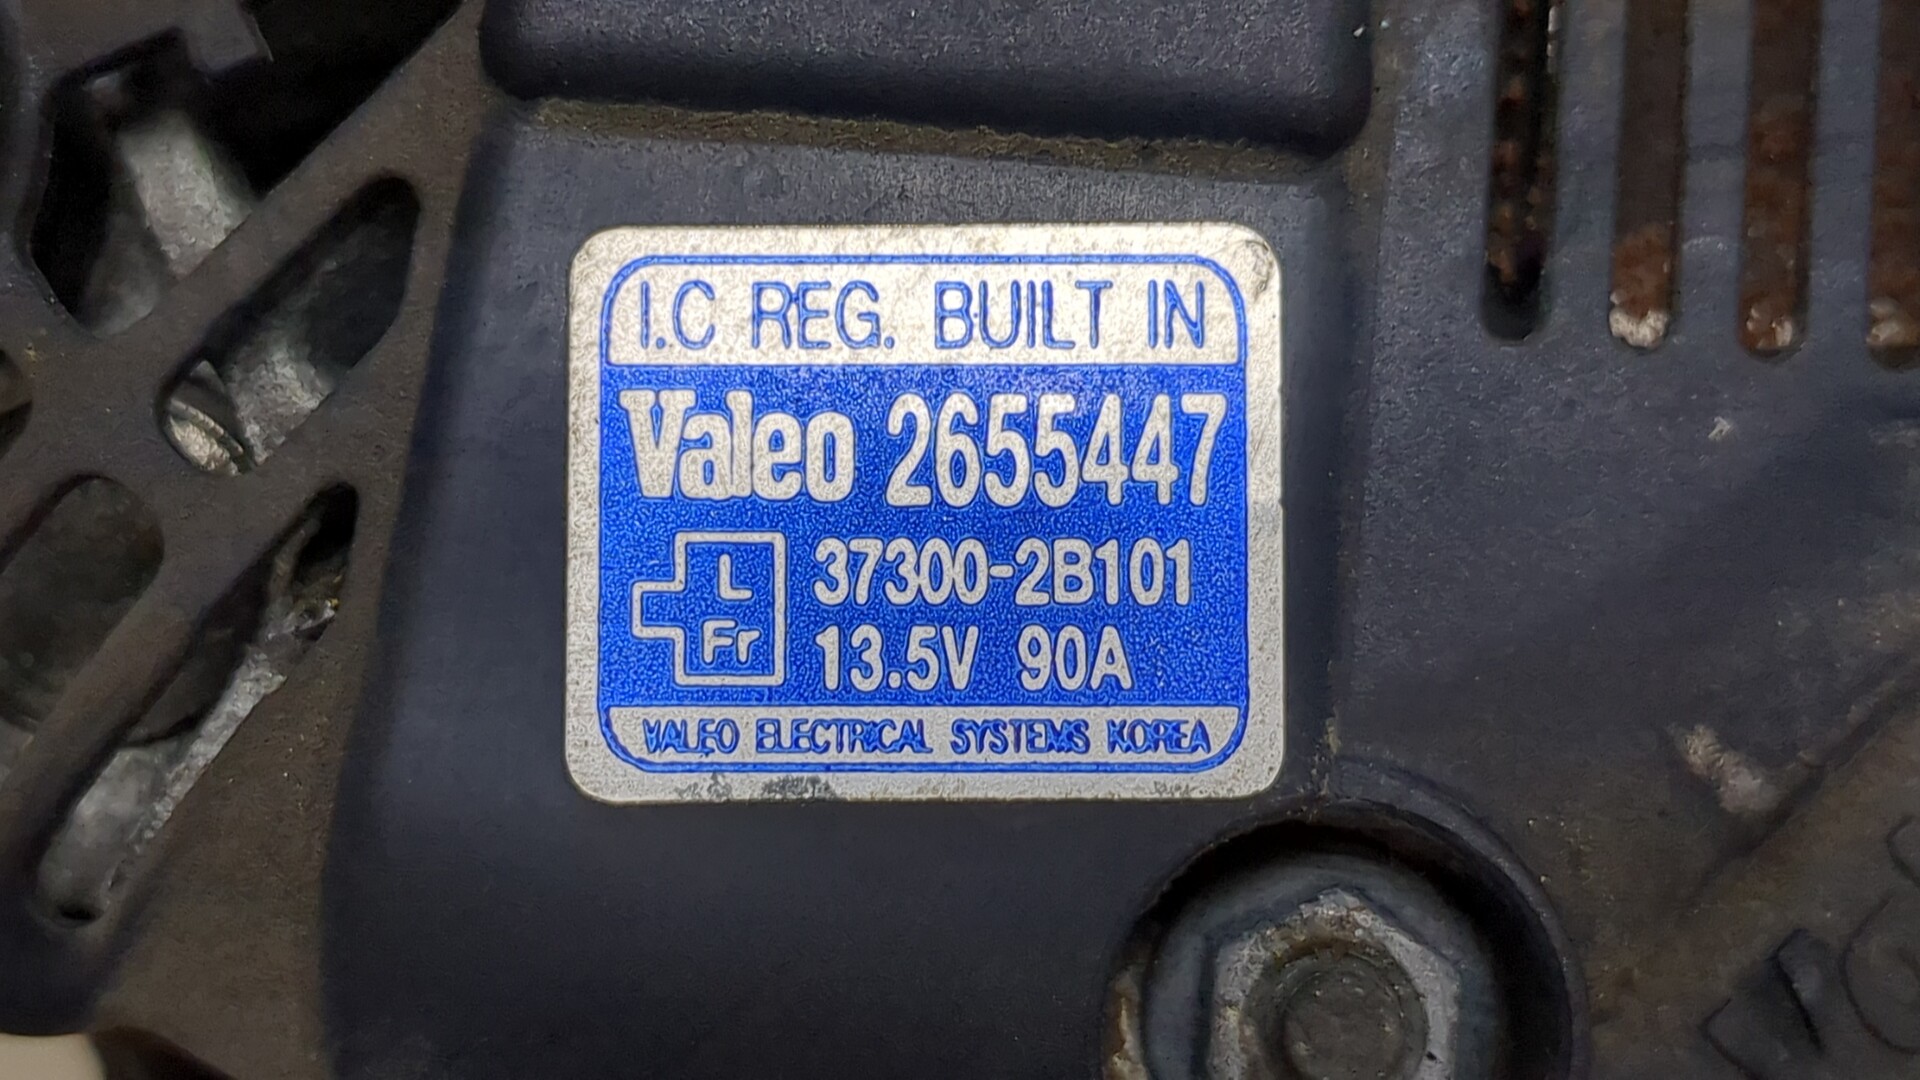 I.C REG. BUILT IN
Valeo 2655447
L
Fr
37300-2B101
13.5V 90A
VALEO ELECTRICAL SYSTEMS KOREA